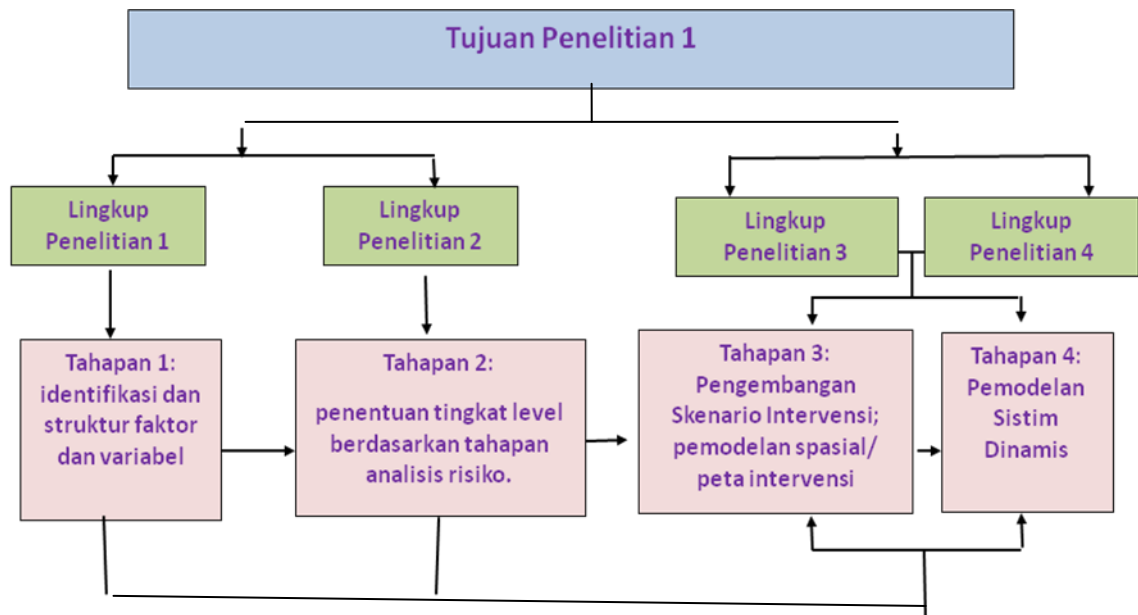 Tujuan Penelitian 1
Lingkup
Penelitian 1
Lingkup
Penelitian 2
Lingkup
Penelitian 3
Lingkup
Penelitian 4
Tahapan 1:
identifikasi dan
struktur faktor
dan variabel
Tahapan 2:
penentuan tingkat level
berdasarkan tahapan
analisis risiko.
Tahapan 3:
Pengembangan
Skenario Intervensi;
pemodelan spasial/
peta intervensi
Tahapan 4:
Pemodelan
Sistim
Dinamis